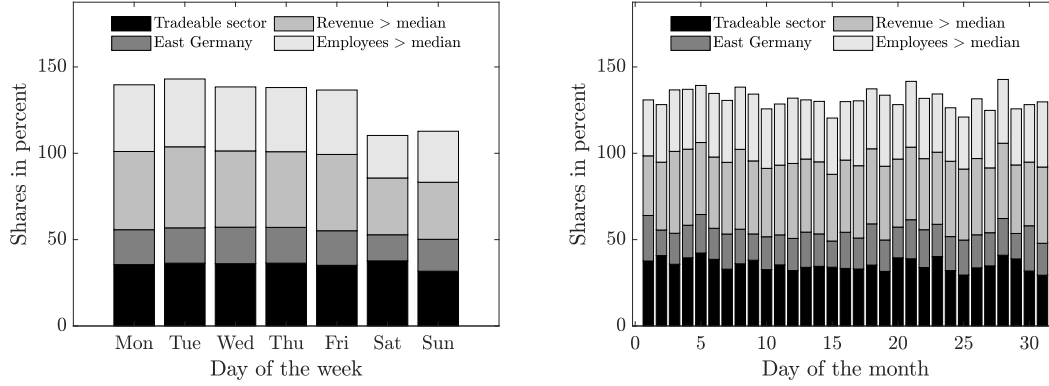 Tradeable sector
East Germany
Revenue > median
Employees > median
Shares in percent
150
100
50
0
Mon Tue Wed Thu Fri Sat Sun
Day of the week
Tradeable sector
East Germany
Revenue > median
Employees > median
Shares in percent
150
100
50
0
0 5 10 15 20 25 30
Day of the month